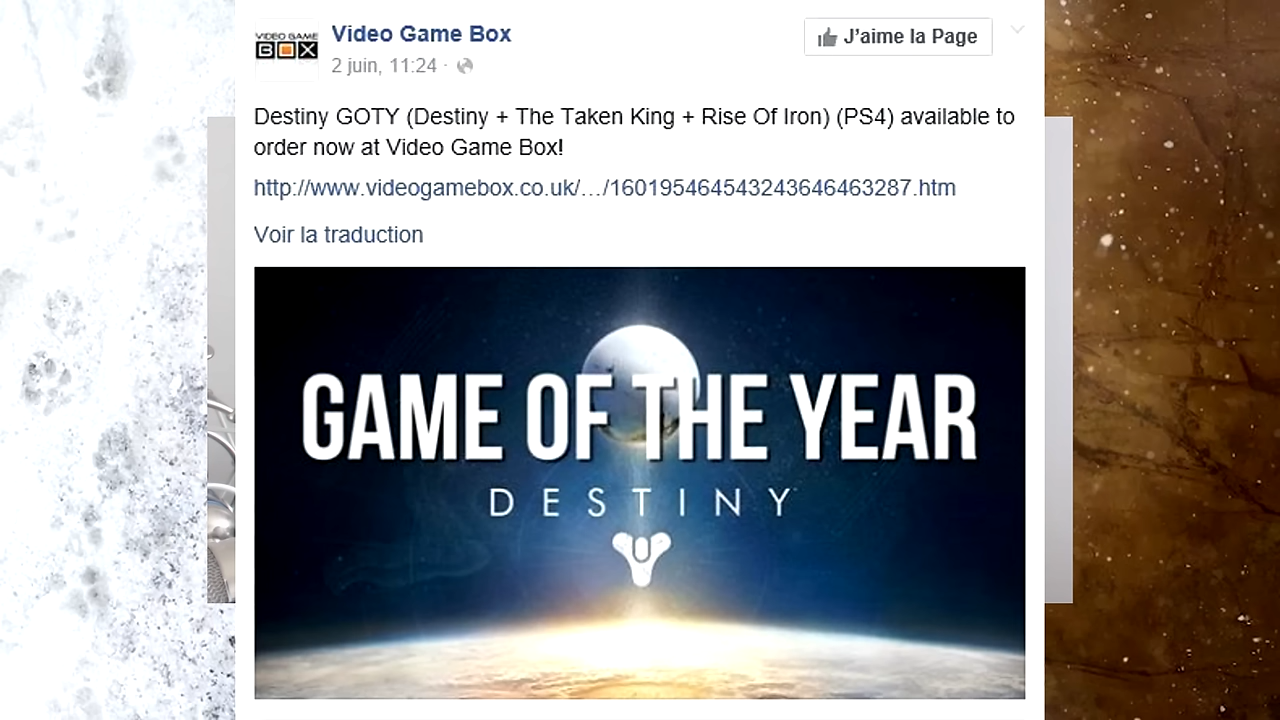 VIDEO GAME
BOX
Video Game Box
J'aime la Page
2 juin, 11:24 ·
Destiny GOTY (Destiny + The Taken King + Rise Of Iron) (PS4) available to
order now at Video Game Box!
http://www.videogamebox.co.uk/…/160195464543243646463287.htm
Voir la traduction
GAME OF THE YEAR
DESTINY